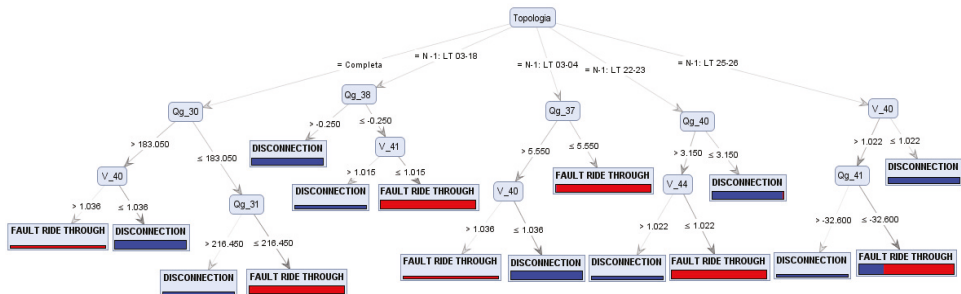 Topologia
= Completa
= N -1: LT 03-18
= N-1: LT 03-04
= N-1: LT 22-23
= N-1: LT 25-26
Qg_30
Qg_38
Qg_37
Qg_40
V_40
> 183.050
≤ 183.050
> -0.250
≤ -0.250
> 5.550
≤ 5.550
> 3.150
≤ 3.150
> 1.022
≤ 1.022
V_40
DISCONNECTION
V_41
FAULT RIDE THROUGH
V_44
DISCONNECTION
Qg_41
DISCONNECTION
> 1.036
≤ 1.036
Qg_31
> 1.015
≤ 1.015
V_40
> 1.022
≤ 1.022
> -32.600
≤ -32.600
FAULT RIDE THROUGH
DISCONNECTION
DISCONNECTION
FAULT RIDE THROUGH
> 1.036
≤ 1.036
> 216.450
≤ 216.450
FAULT RIDE THROUGH
DISCONNECTION
DISCONNECTION
FAULT RIDE THROUGH
DISCONNECTION
FAULT RIDE THROUGH
DISCONNECTION
FAULT RIDE THROUGH